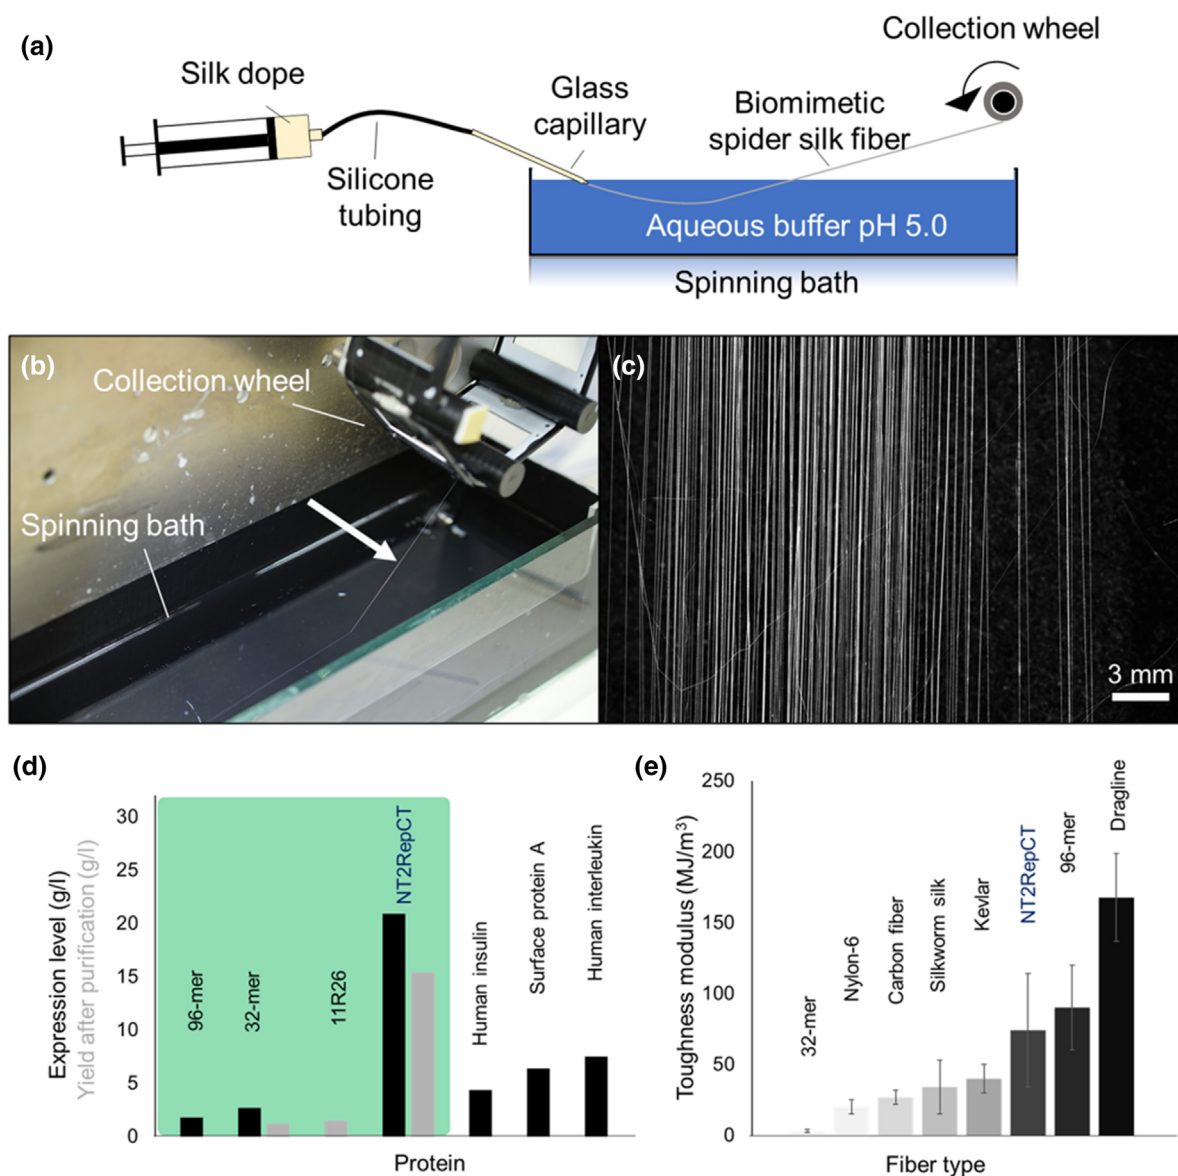 (a)
Collection wheel
Silk dope
Glass
capillary
Biomimetic
spider silk fiber
Silicone
tubing
Aqueous buffer pH 5.0
Spinning bath
(b)
Collection wheel
Spinning bath
(c)
3 mm
(d)
Expression level (g/l)
Yield after purification (g/l)
30
25
20
15
10
5
0
96-mer
32-mer
11R26
NT2RepCT
Human insulin
Surface protein A
Human interleukin
Protein
(e)
Toughness modulus (MJ/m³)
250
200
150
100
50
0
32-mer
Nylon-6
Carbon fiber
Silkworm silk
Kevlar
NT2RepCT
96-mer
Dragline
Fiber type